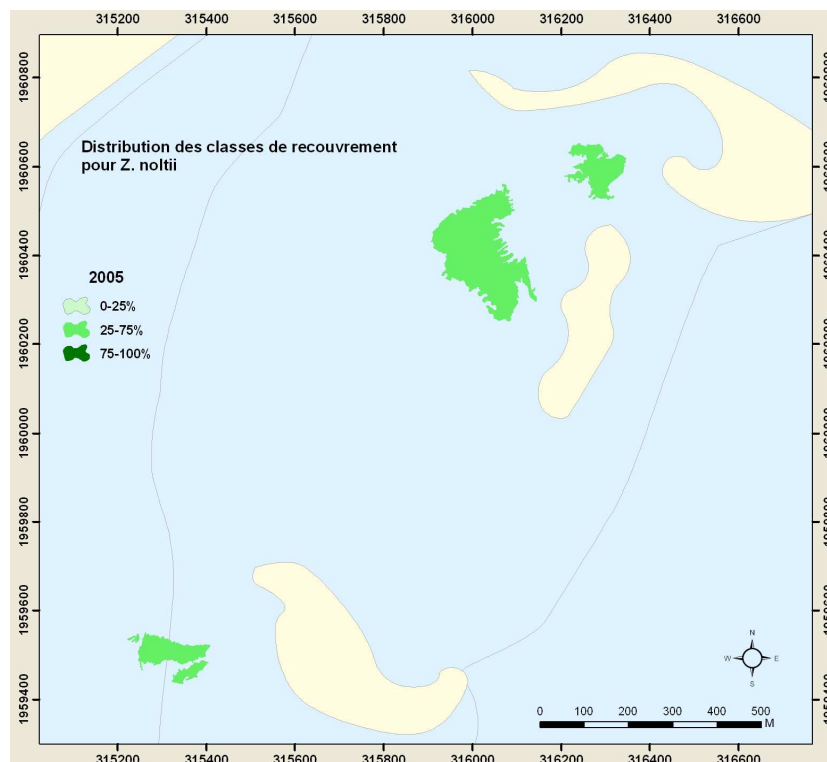 315200 315400 315600 315800 316000 316200 316400 316600
1960800
1960600
1960400
1960200
1960000
1959800
1959600
1959400
Distribution des classes de recouvrement
pour Z. noltii
2005
0-25%
25-75%
75-100%
N
W E
S
0 100 200 300 400 500
M
315200 315400 315600 315800 316000 316200 316400 316600